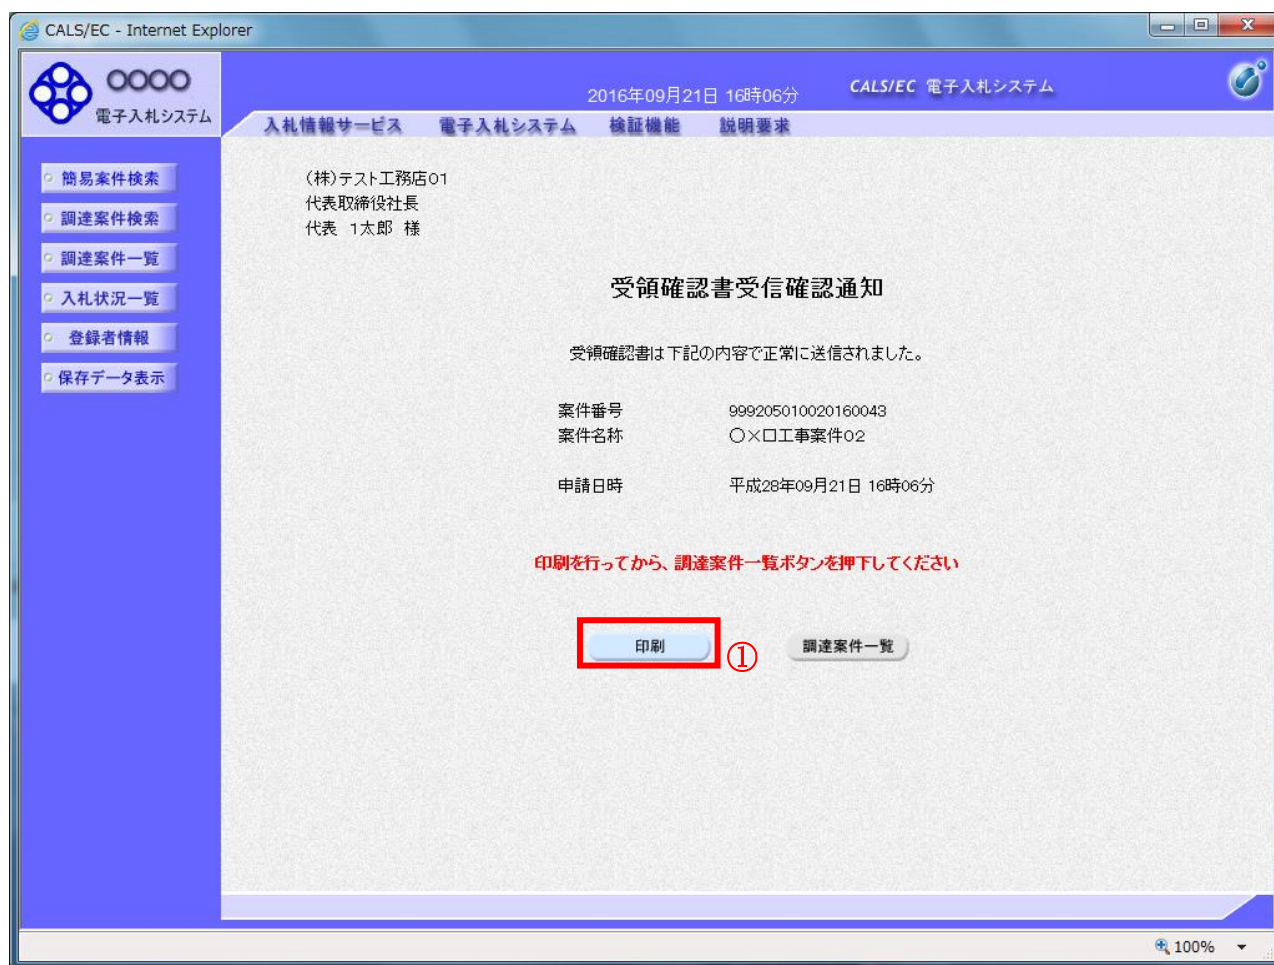 CALS/EC - Internet Explorer
○○○○
電子入札システム
2016年09月21日 16時06分
CALS/EC 電子入札システム
入札情報サービス 電子入札システム 検証機能 説明要求
簡易案件検索
調達案件検索
調達案件一覧
入札状況一覧
登録者情報
保存データ表示
(株)テスト工務店01
代表取締役社長
代表 1太郎 様
受領確認書受信確認通知
受領確認書は下記の内容で正常に送信されました。
案件番号 999205010020160043
案件名称 ○×口工事案件02
申請日時 平成28年09月21日 16時06分
印刷を行ってから、調達案件一覧ボタンを押下してください
印刷 ① 調達案件一覧
100%